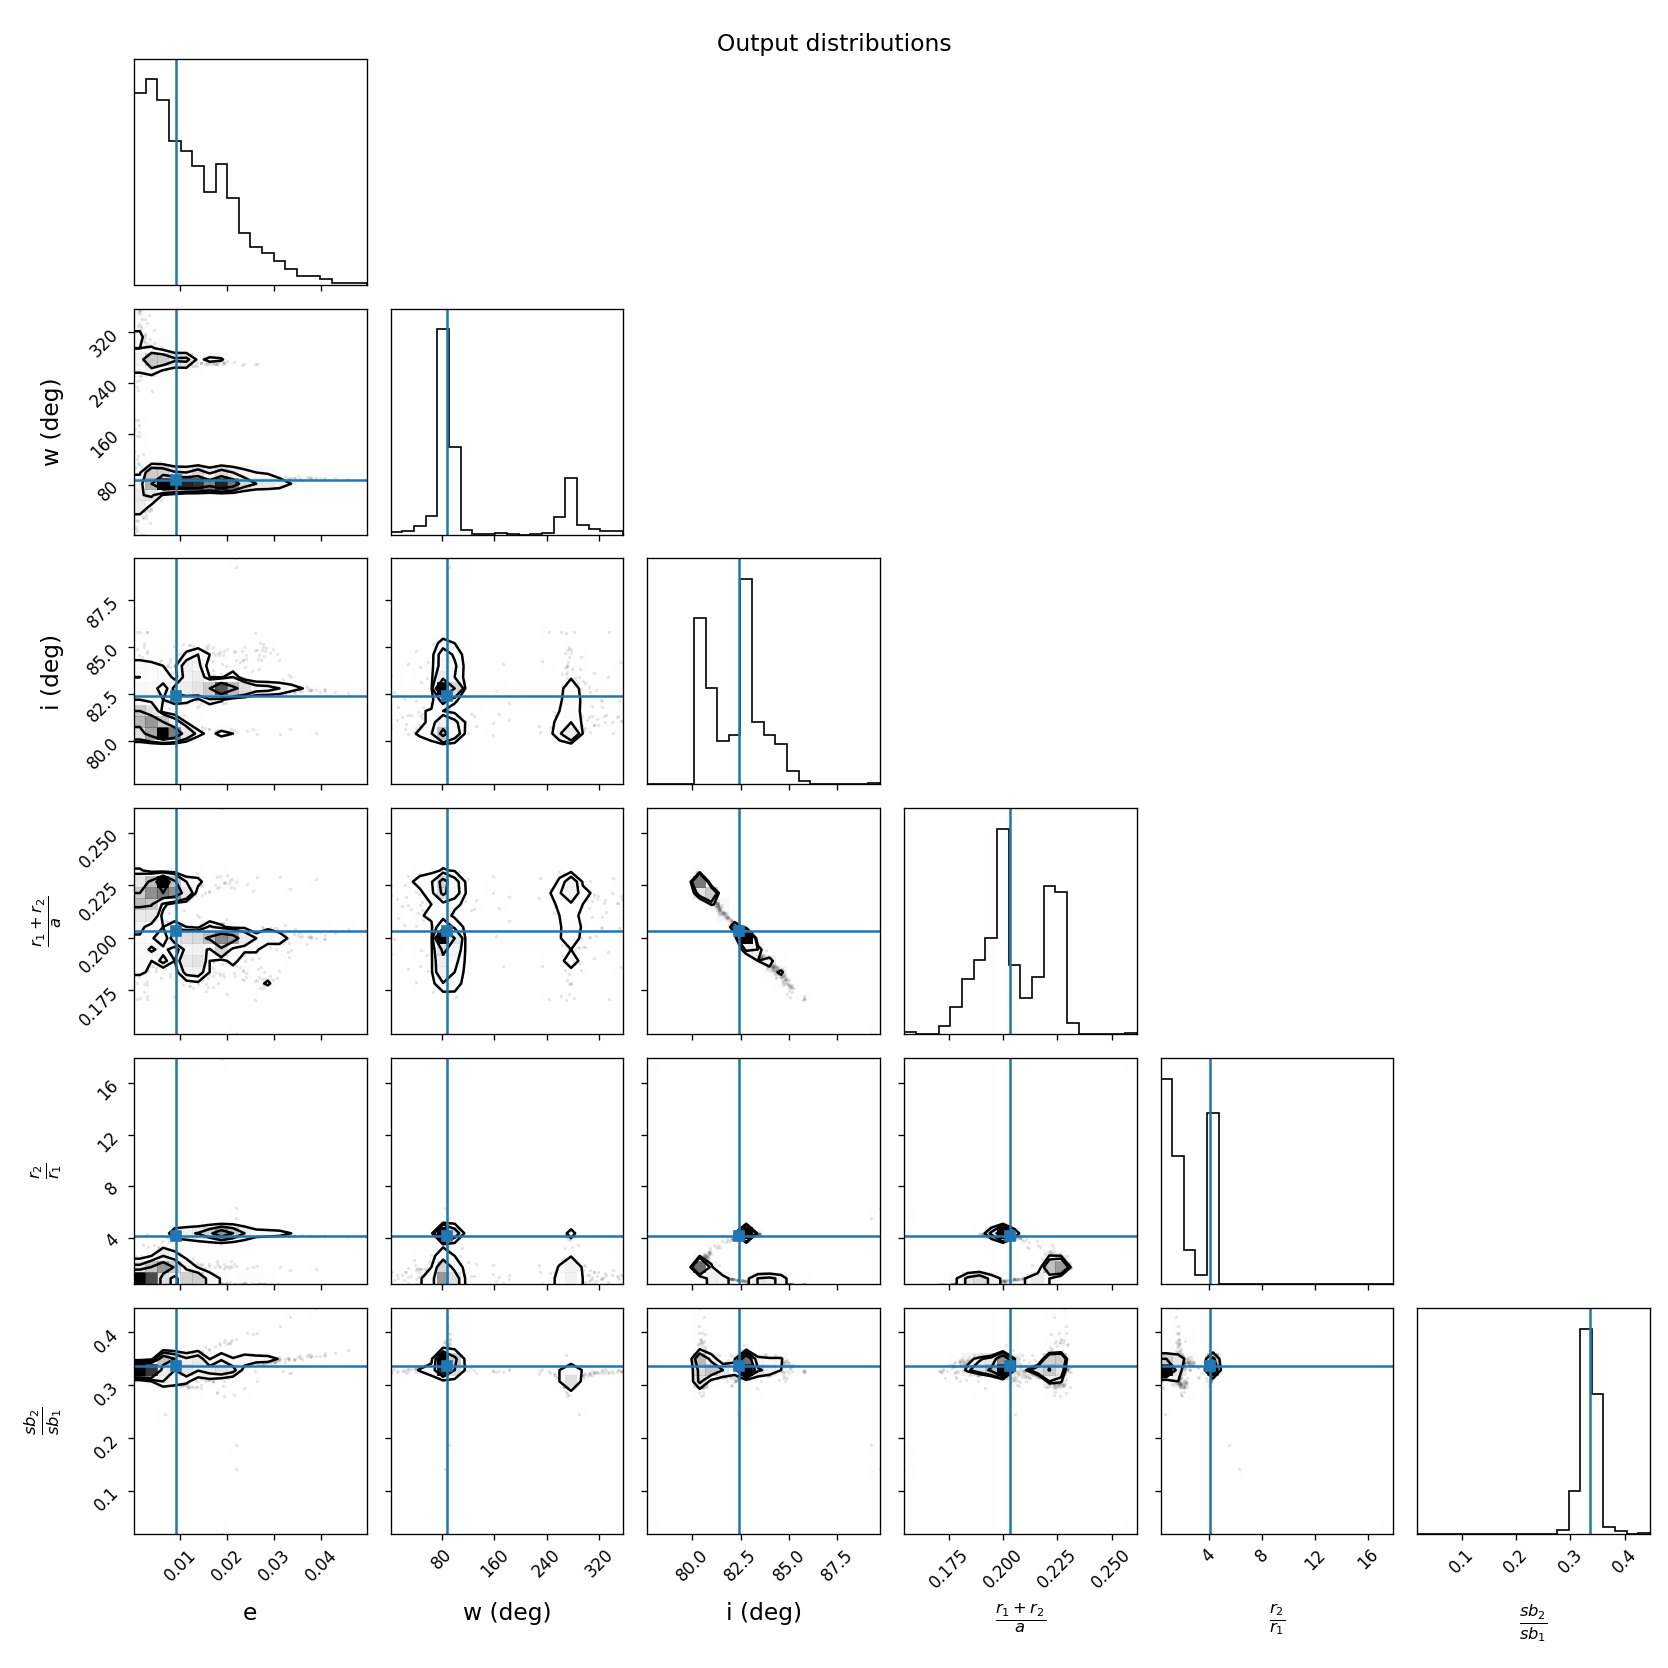 Output distributions
320
240
160
80
w (deg)
87.5
85.0
82.5
80.0
i (deg)
0.250
0.225
0.200
0.175
r₁ + r₂
a
16
12
8
4
r₂
r₁
0.4
0.3
0.2
0.1
sb₂
sb₁
0.01 0.02 0.03 0.04
80 160 240 320
80.0 82.5 85.0 87.5
0.175 0.200 0.225 0.250
4 8 12 16
0.1 0.2 0.3 0.4
e
w (deg)
i (deg)
r₁ + r₂
a
r₂
r₁
sb₂
sb₁